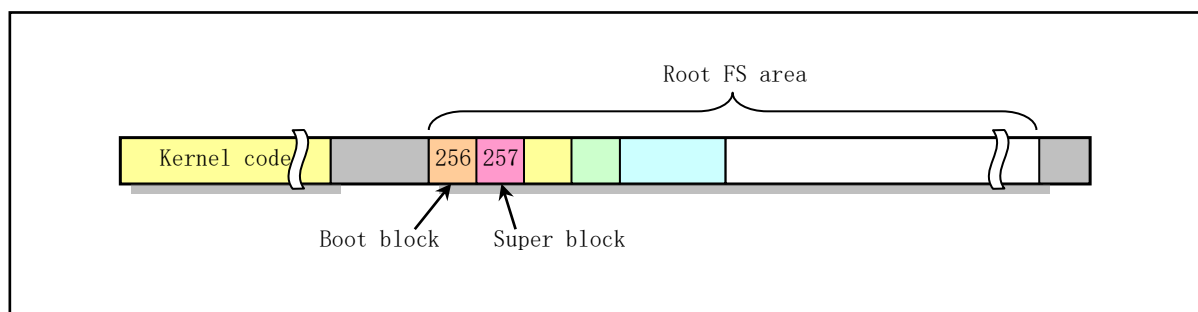 Root FS area
Kernel code
256
257
Boot block
Super block